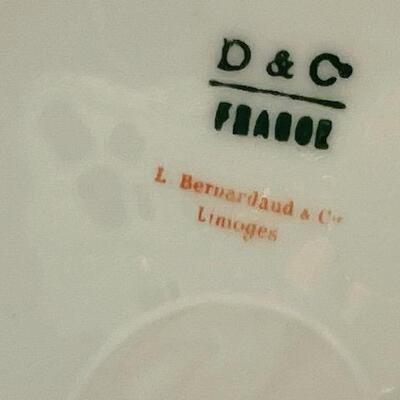 D & C
FRANCE
L. Bernardaud & Cie
Limoges